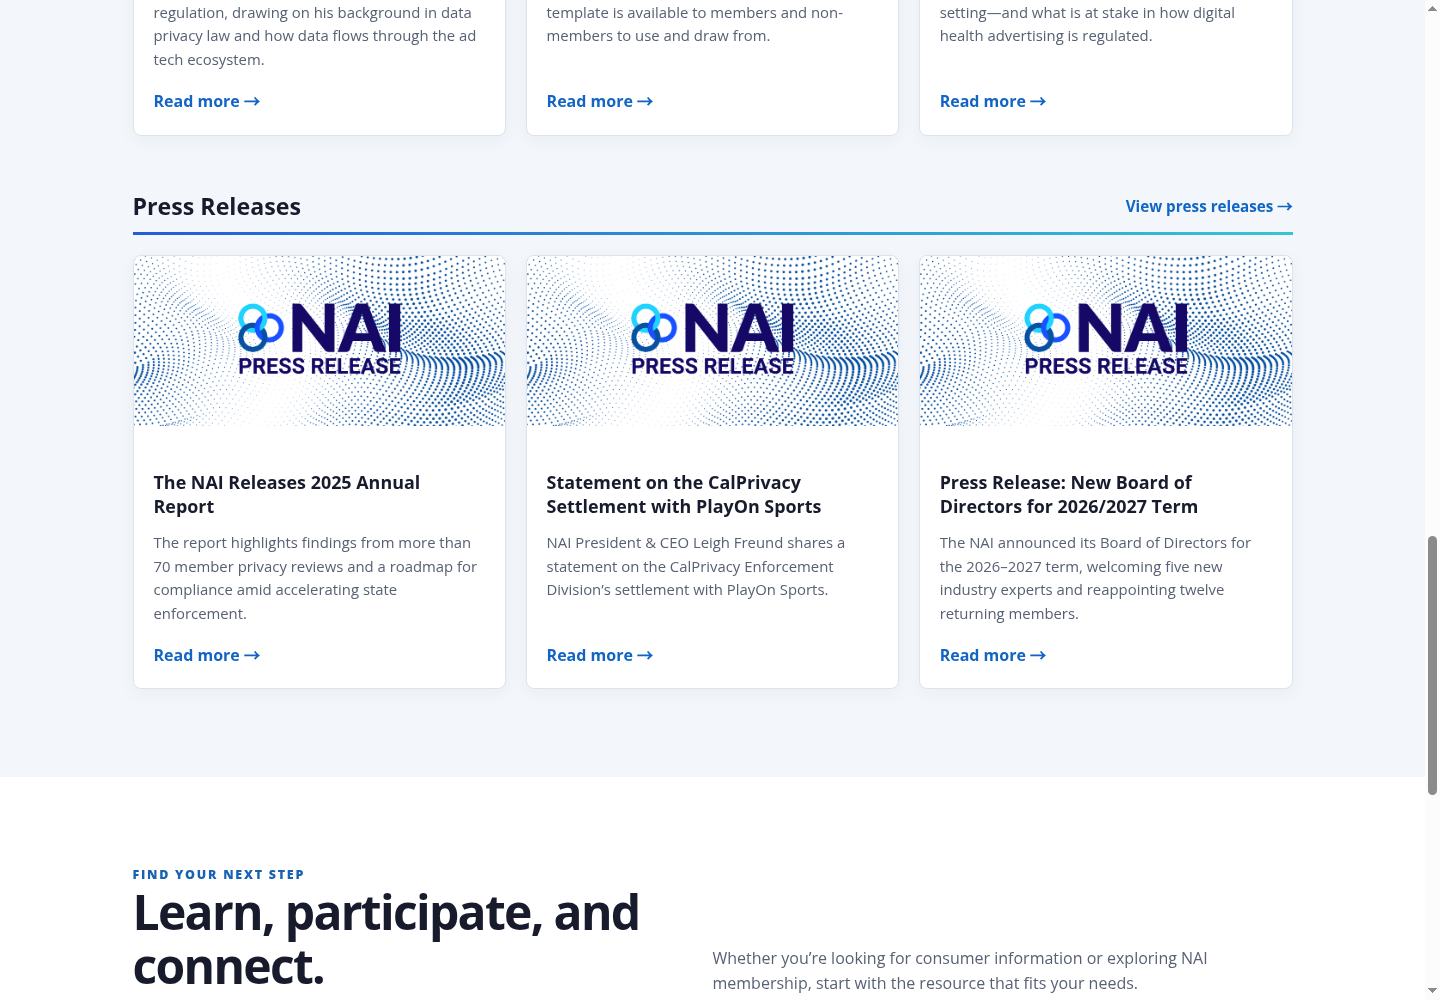 regulation, drawing on his background in data
privacy law and how data flows through the ad
tech ecosystem.
Read more →
template is available to members and non-
members to use and draw from.
Read more →
setting—and what is at stake in how digital
health advertising is regulated.
Read more →
Press Releases
View press releases →
NAI
PRESS RELEASE
The NAI Releases 2025 Annual
Report
The report highlights findings from more than
70 member privacy reviews and a roadmap for
compliance amid accelerating state
enforcement.
Read more →
NAI
PRESS RELEASE
Statement on the CalPrivacy
Settlement with PlayOn Sports
NAI President & CEO Leigh Freund shares a
statement on the CalPrivacy Enforcement
Division's settlement with PlayOn Sports.
Read more →
NAI
PRESS RELEASE
Press Release: New Board of
Directors for 2026/2027 Term
The NAI announced its Board of Directors for
the 2026–2027 term, welcoming five new
industry experts and reappointing twelve
returning members.
Read more →
FIND YOUR NEXT STEP
Learn, participate, and
connect.
Whether you’re looking for consumer information or exploring NAI
membership, start with the resource that fits your needs.